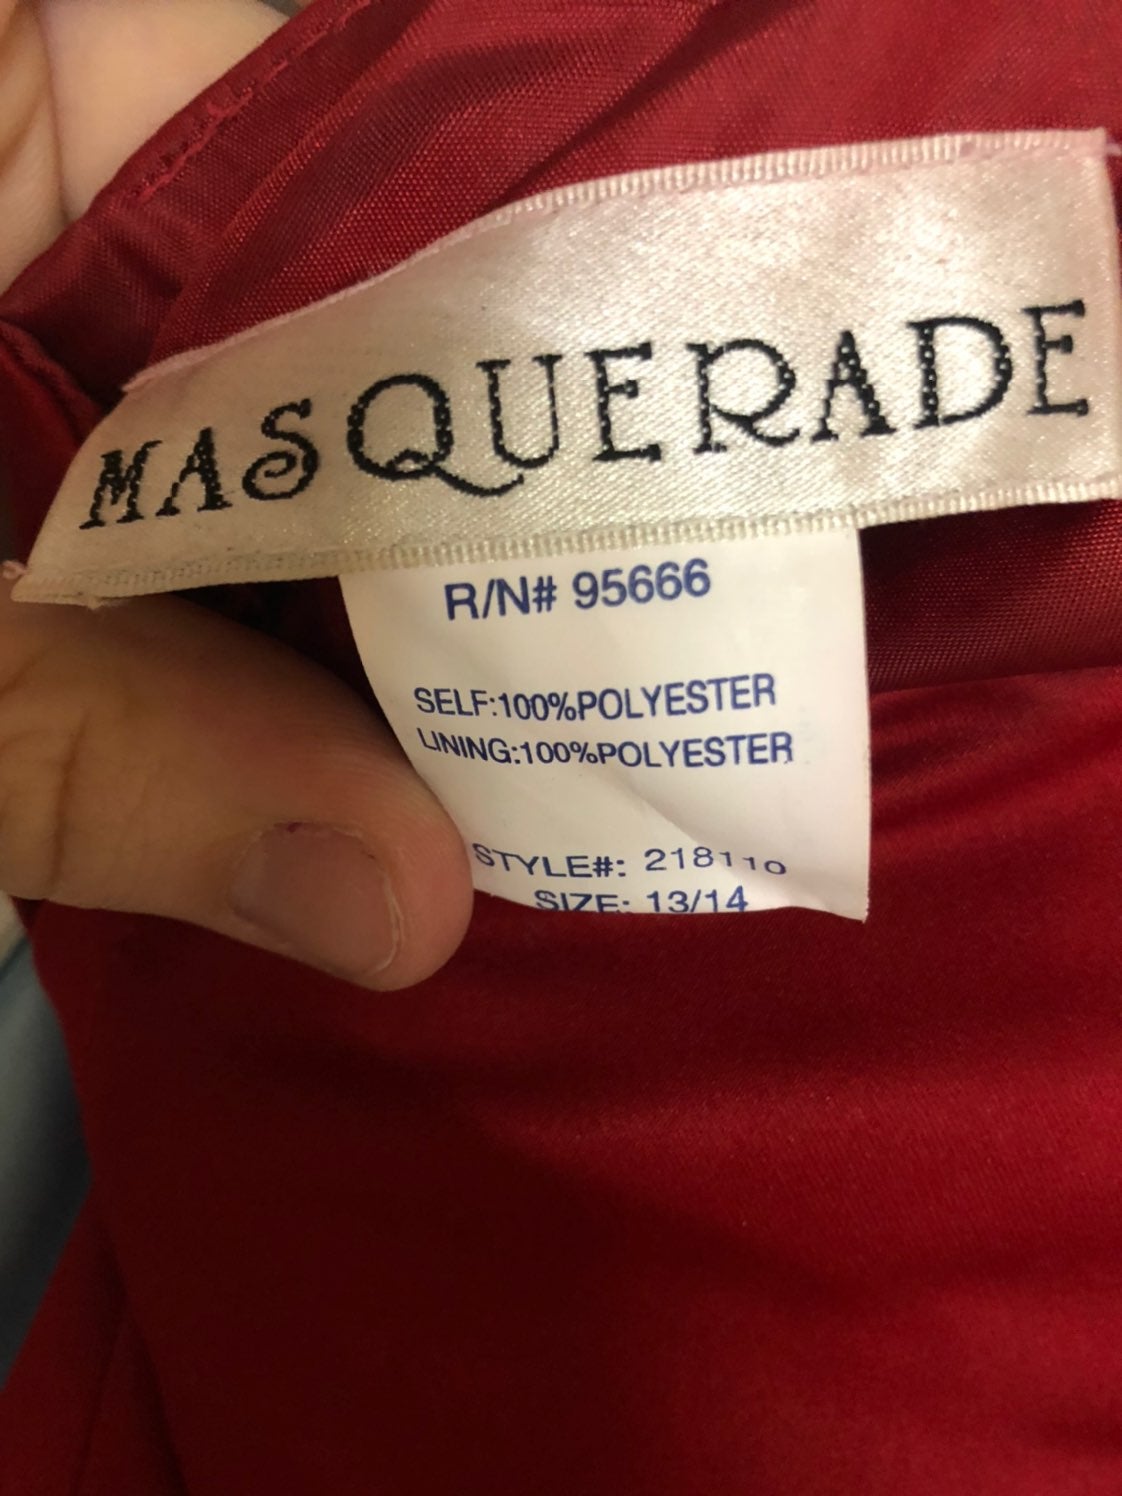 MASQUERADE
R/N# 95666
SELF:100%POLYESTER
LINING:100%POLYESTER
STYLE#: 218110
SIZE: 13/14